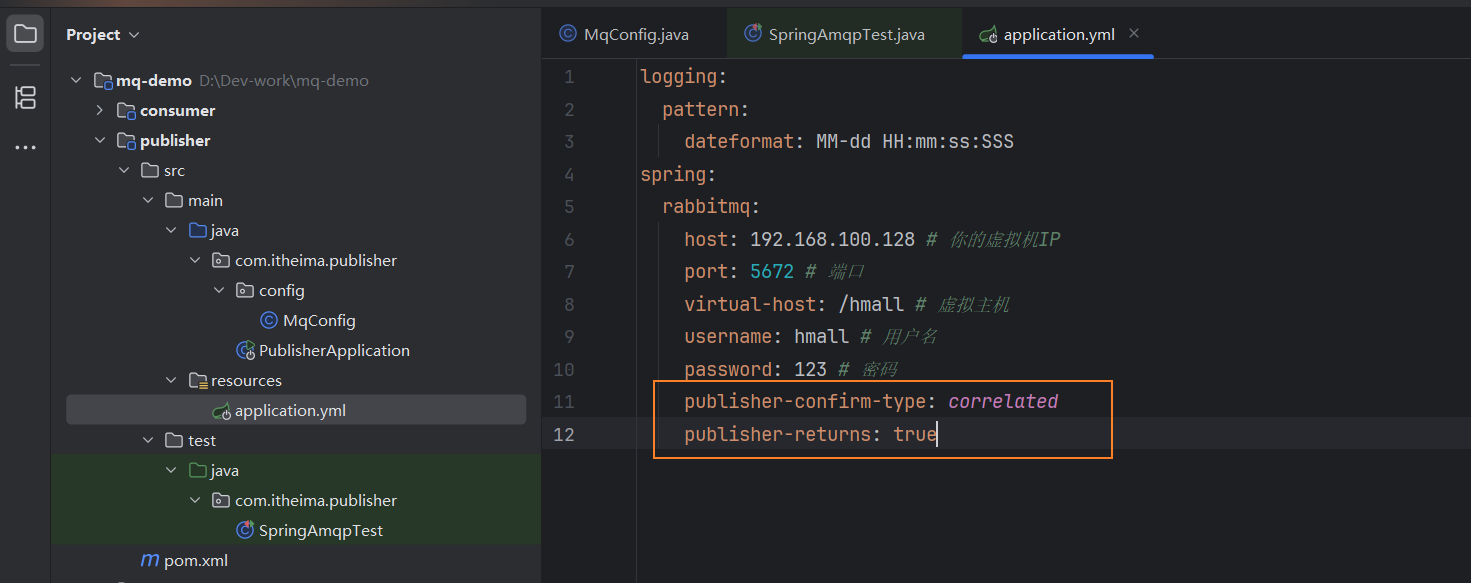 Project
mq-demo D:\Dev-work\mq-demo
consumer
publisher
src
main
java
com.itheima.publisher
config
MqConfig
PublisherApplication
resources
application.yml
test
java
com.itheima.publisher
SpringAmqpTest
pom.xml
MqConfig.java SpringAmqpTest.java application.yml
1 logging:
2 pattern:
3 dateformat: MM-dd HH:mm:ss:SSS
4 spring:
5 rabbitmq:
6 host: 192.168.100.128 # 你的虚拟机IP
7 port: 5672 # 端口
8 virtual-host: /hmall # 虚拟主机
9 username: hmall # 用户名
10 password: 123 # 密码
11 publisher-confirm-type: correlated
12 publisher-returns: true